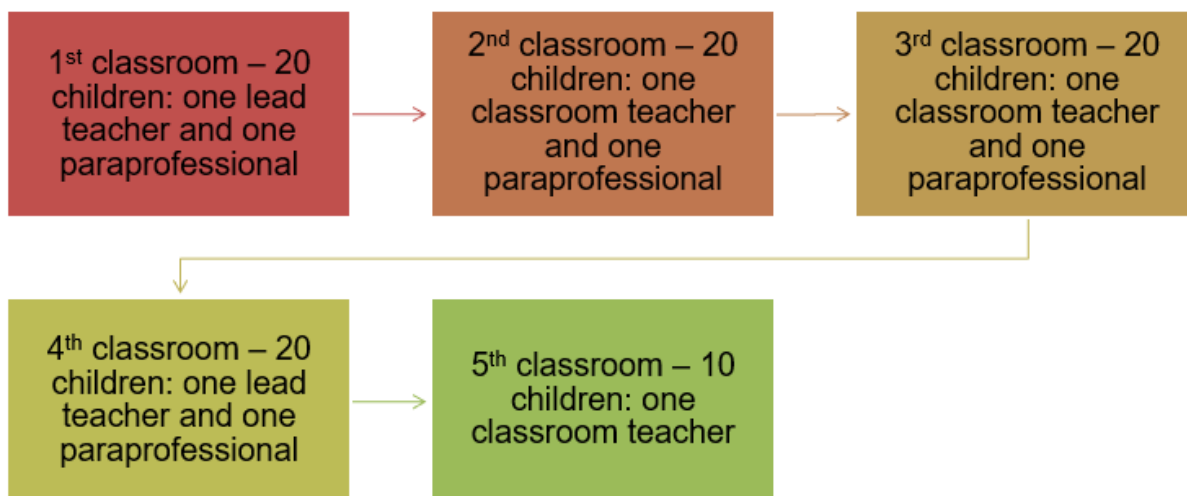 1st classroom – 20
children: one lead
teacher and one
paraprofessional
2nd classroom – 20
children: one
classroom teacher
and one
paraprofessional
3rd classroom – 20
children: one
classroom teacher
and one
paraprofessional
4th classroom – 20
children: one lead
teacher and one
paraprofessional
5th classroom – 10
children: one
classroom teacher